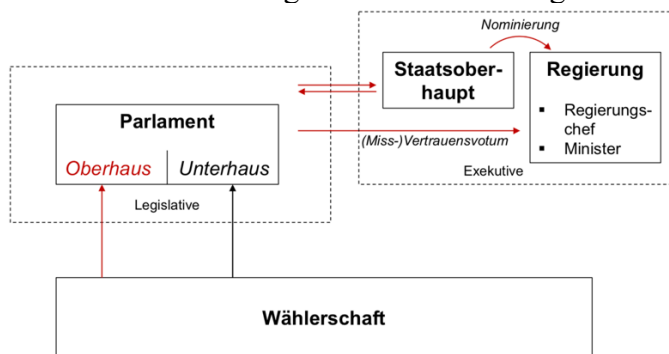 Nominierung
Staatsober-
haupt
Regierung
▪ Regierungs-
chef
▪ Minister
Parlament
Oberhaus
Unterhaus
(Miss-)Vertrauensvotum
Exekutive
Legislative
Wählerschaft